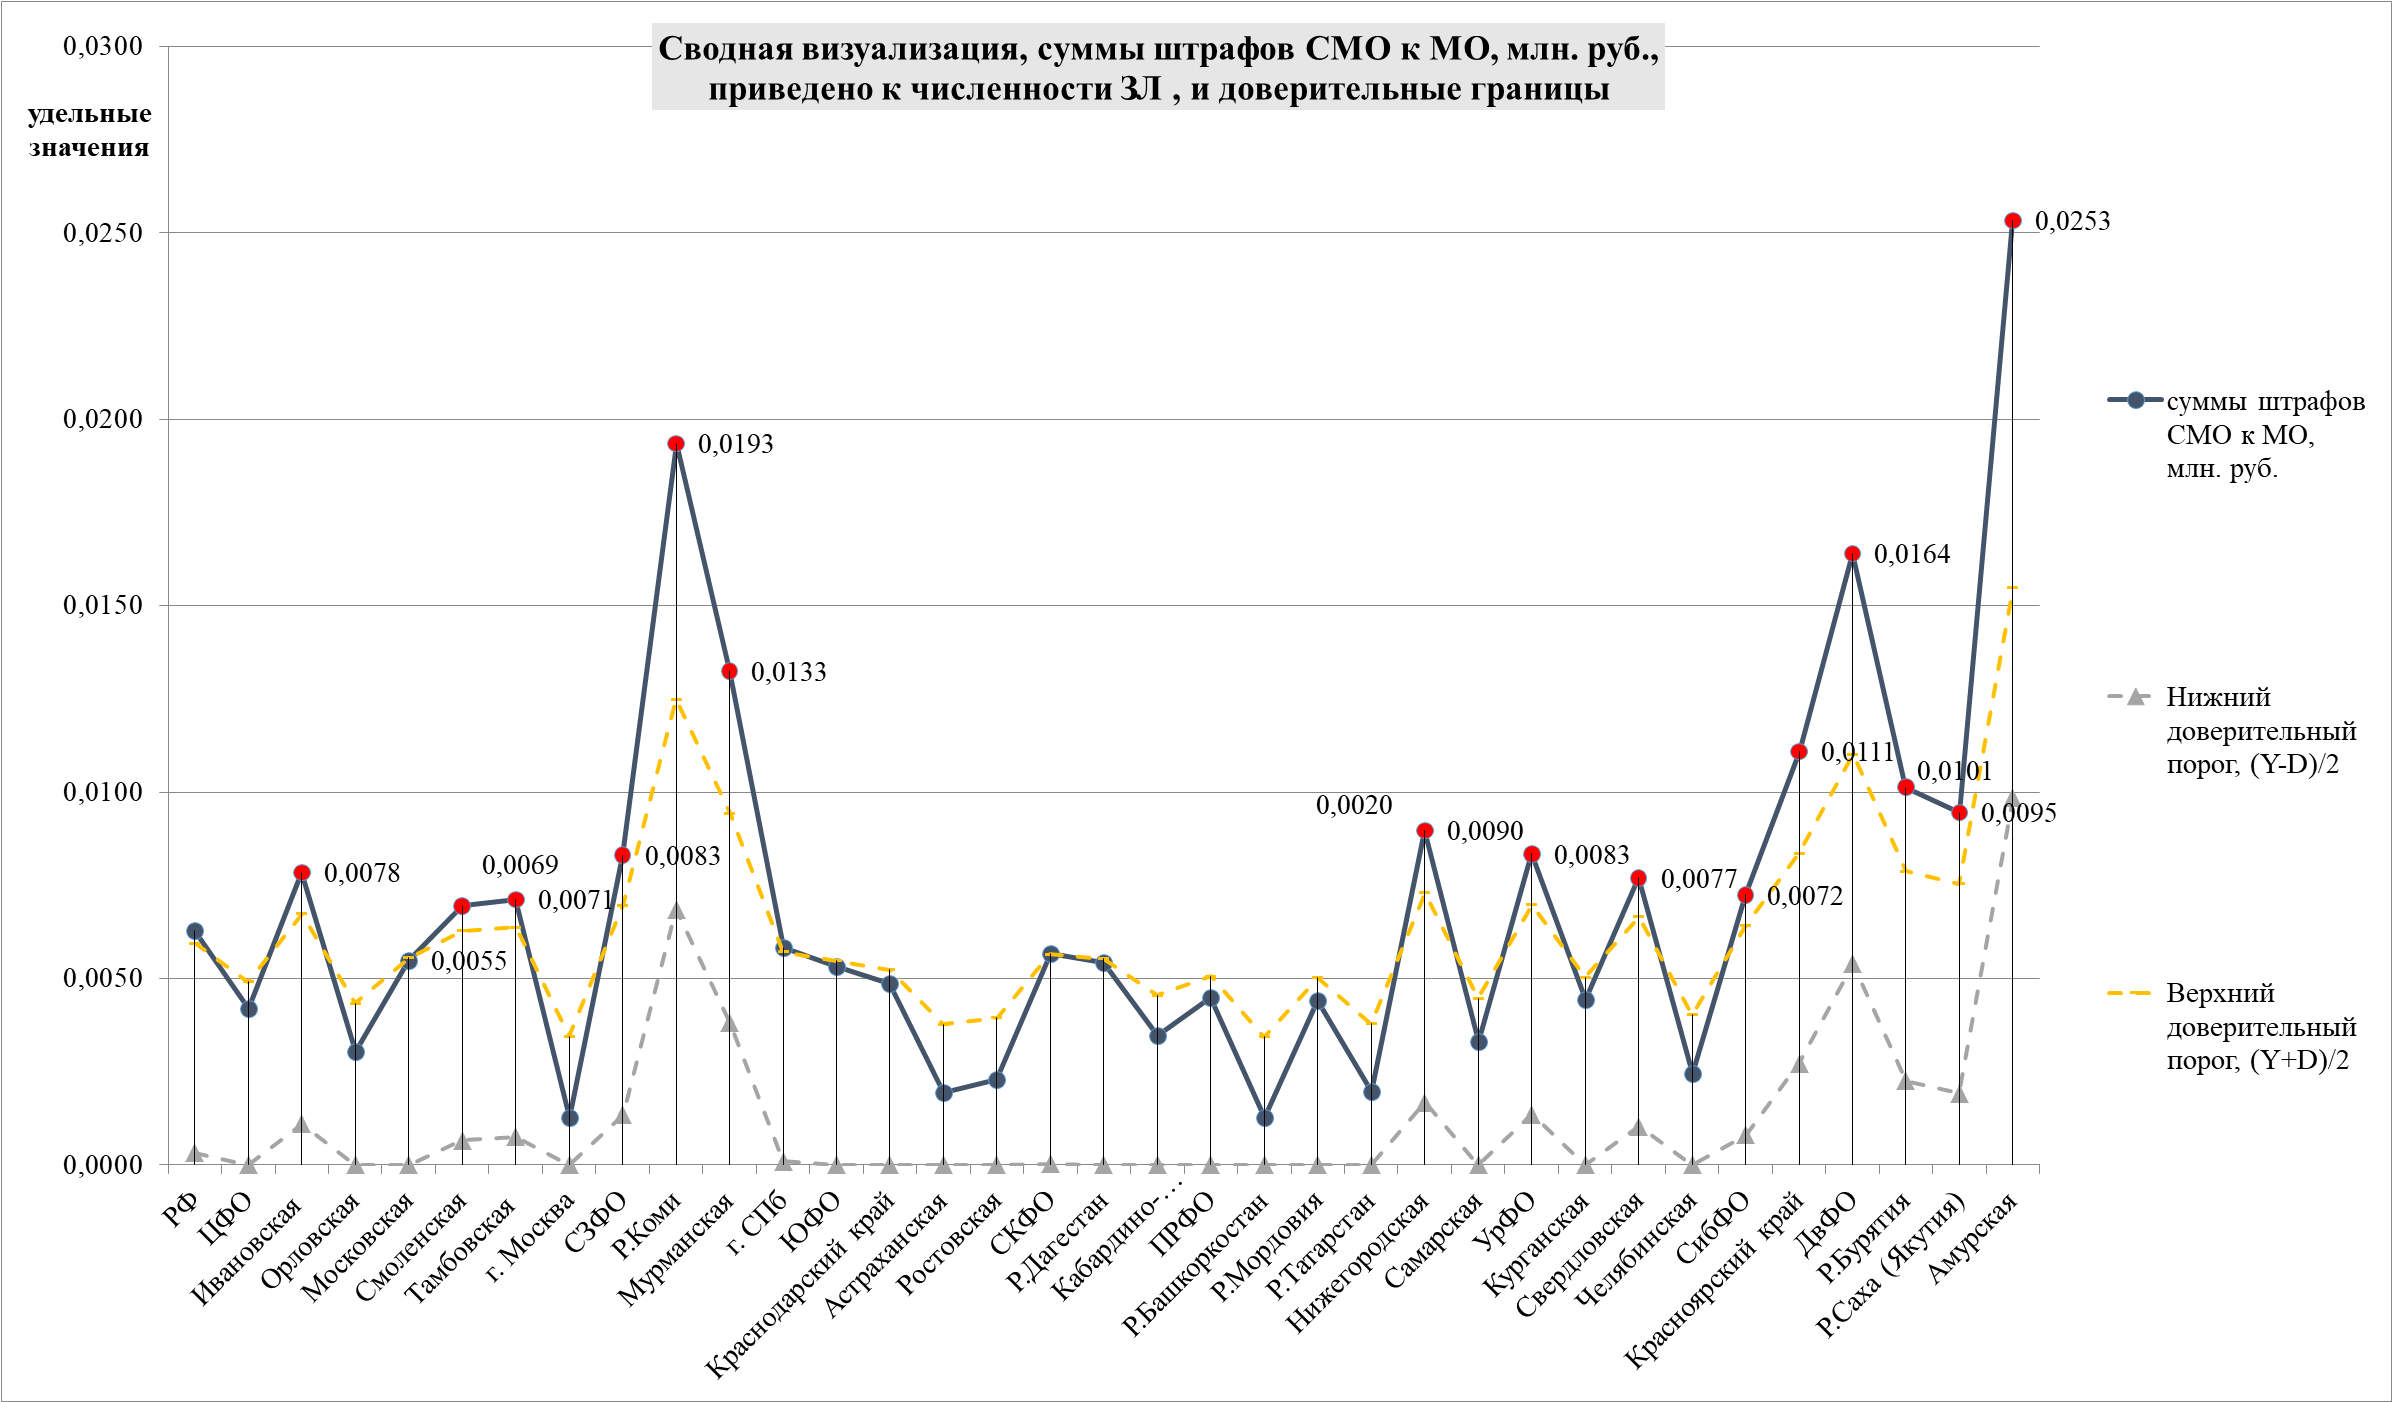 Сводная визуализация, суммы штрафов СМО к МО, млн. руб.,
приведено к численности ЗЛ , и доверительные границы
удельные
значения
0,0300
0,0250
0,0200
0,0150
0,0100
0,0050
0,0000
0,0078
0,0055
0,0069
0,0071
0,0083
0,0193
0,0133
0,0020
0,0090
0,0083
0,0077
0,0072
0,0111
0,0164
0,0101
0,0095
0,0253
РФ
ЦФО
Ивановская
Орловская
Московская
Смоленская
Тамбовская
г. Москва
СЗФО
Р.Коми
Мурманская
г. СПб
ЮФО
Краснодарский край
Астраханская
Ростовская
СКФО
Р.Дагестан
Кабардино-…
ПРФО
Р.Башкоркостан
Р.Мордовия
Р.Татарстан
Нижегородская
Самарская
УрФО
Курганская
Свердловская
Челябинская
СибФО
Красноярский край
ДвФО
Р.Бурятия
Р.Саха (Якутия)
Амурская
суммы штрафов
СМО к МО,
млн. руб.
Нижний
доверительный
порог, (Y-D)/2
Верхний
доверительный
порог, (Y+D)/2